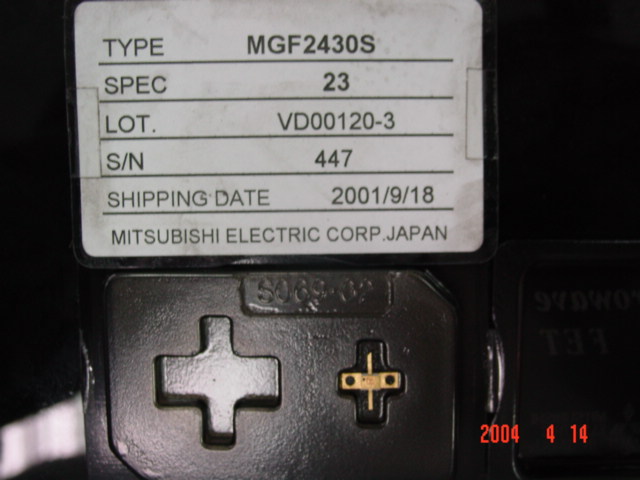 TYPE MGF2430S
SPEC 23
LOT. VD00120-3
S/N 447
SHIPPING DATE 2001/9/18
MITSUBISHI ELECTRIC CORP.JAPAN
FET
2004 4 14